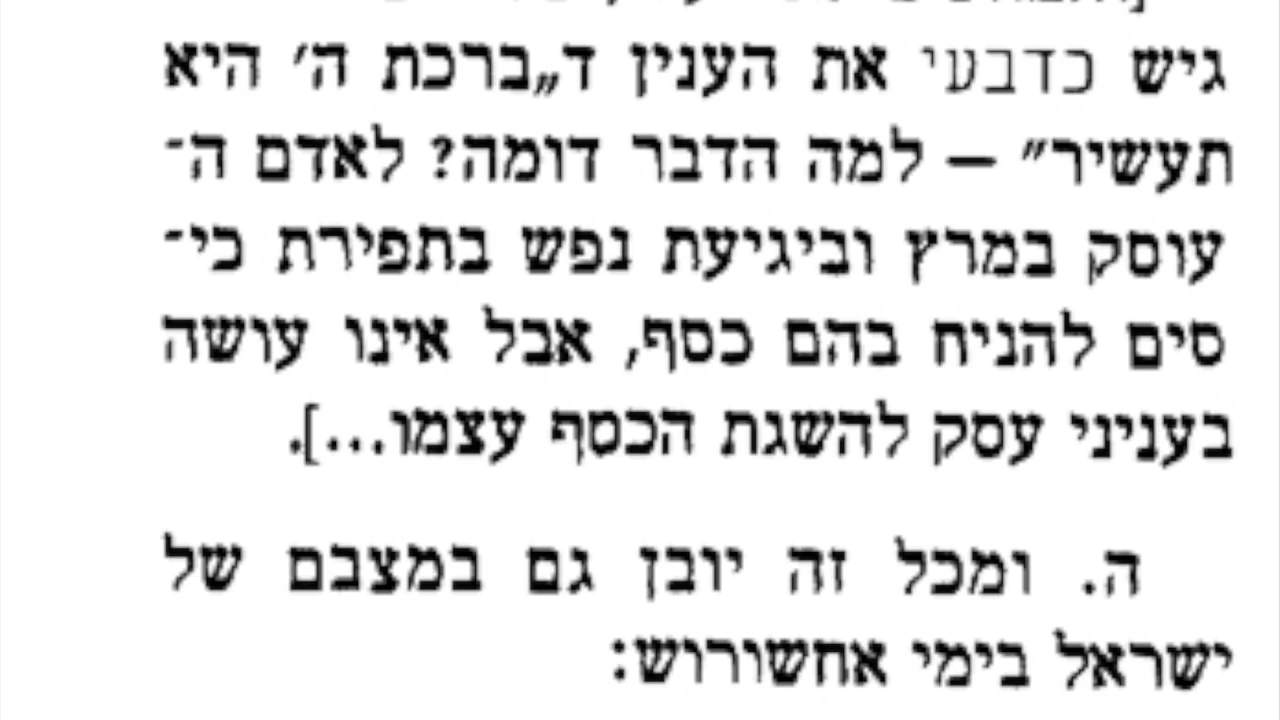 גיש כדבעי את הענין ד„ברכת ה׳ היא
תעשיר״ — למה הדבר דומה? לאדם ה־
עוסק במרץ וביגיעת נפש בתפירת כי־
סים להניח בהם כסף, אבל אינו עושה
בעניני עסק להשגת הכסף עצמו...].
ה. ומכל זה יובן גם במצבם של
ישראל בימי אחשורוש: